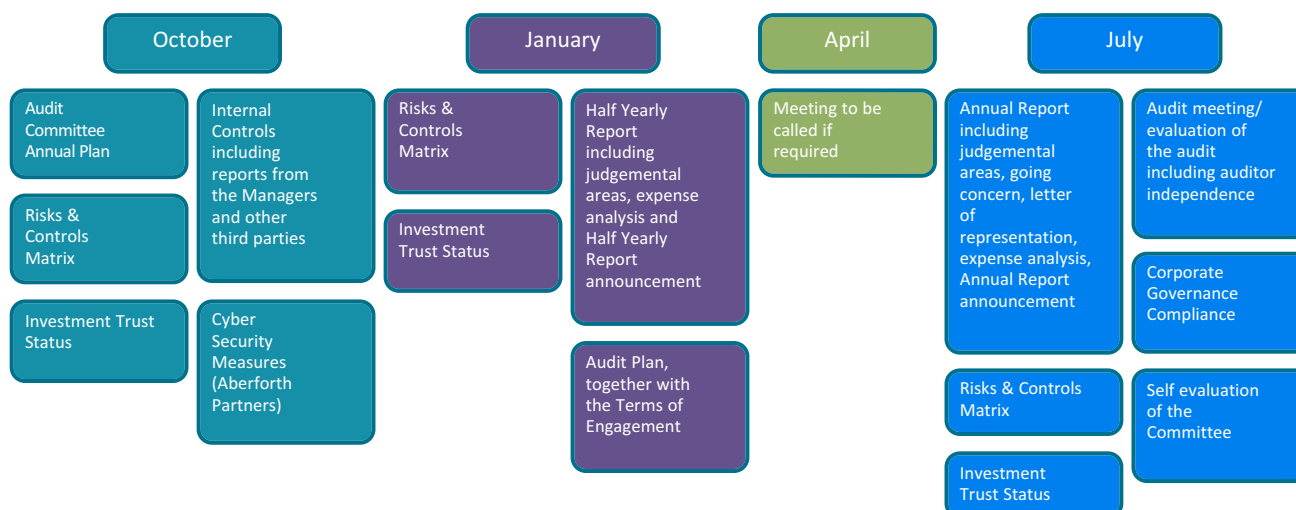 October
Audit
Committee
Annual Plan
Risks &
Controls
Matrix
Investment Trust
Status
Internal
Controls
including
reports from
the Managers
and other
third parties
Cyber
Security
Measures
(Aberforth
Partners)
January
Risks &
Controls
Matrix
Investment
Trust Status
Half Yearly
Report
including
judgemental
areas, expense
analysis and
Half Yearly
Report
announcement
Audit Plan,
together with
the Terms of
Engagement
April
Meeting to be
called if
required
July
Annual Report
including
judgemental
areas, going
concern, letter
of
representation,
expense analysis,
Annual Report
announcement
Risks & Controls
Matrix
Investment
Trust Status
Audit meeting/
evaluation of
the audit
including auditor
independence
Corporate
Governance
Compliance
Self evaluation
of the
Committee